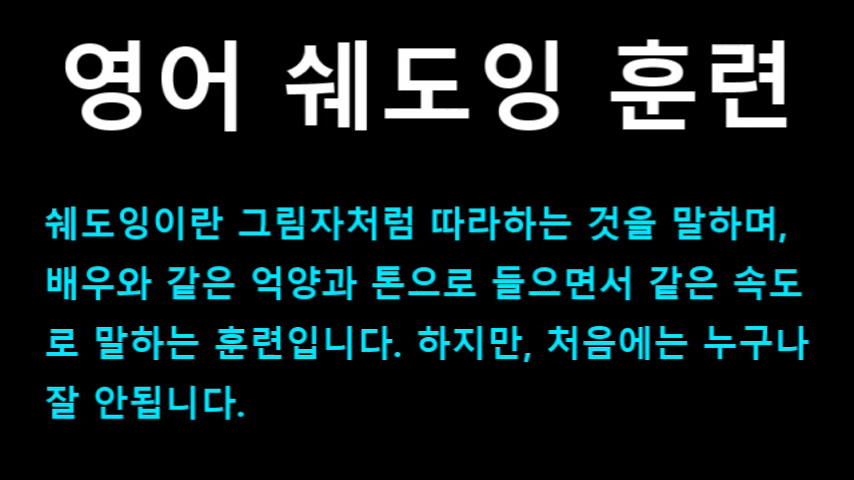 영어 쉐도잉 훈련
쉐도잉이란 그림자처럼 따라하는 것을 말하며,
배우와 같은 억양과 톤으로 들으면서 같은 속도
로 말하는 훈련입니다. 하지만, 처음에는 누구나
잘 안됩니다.